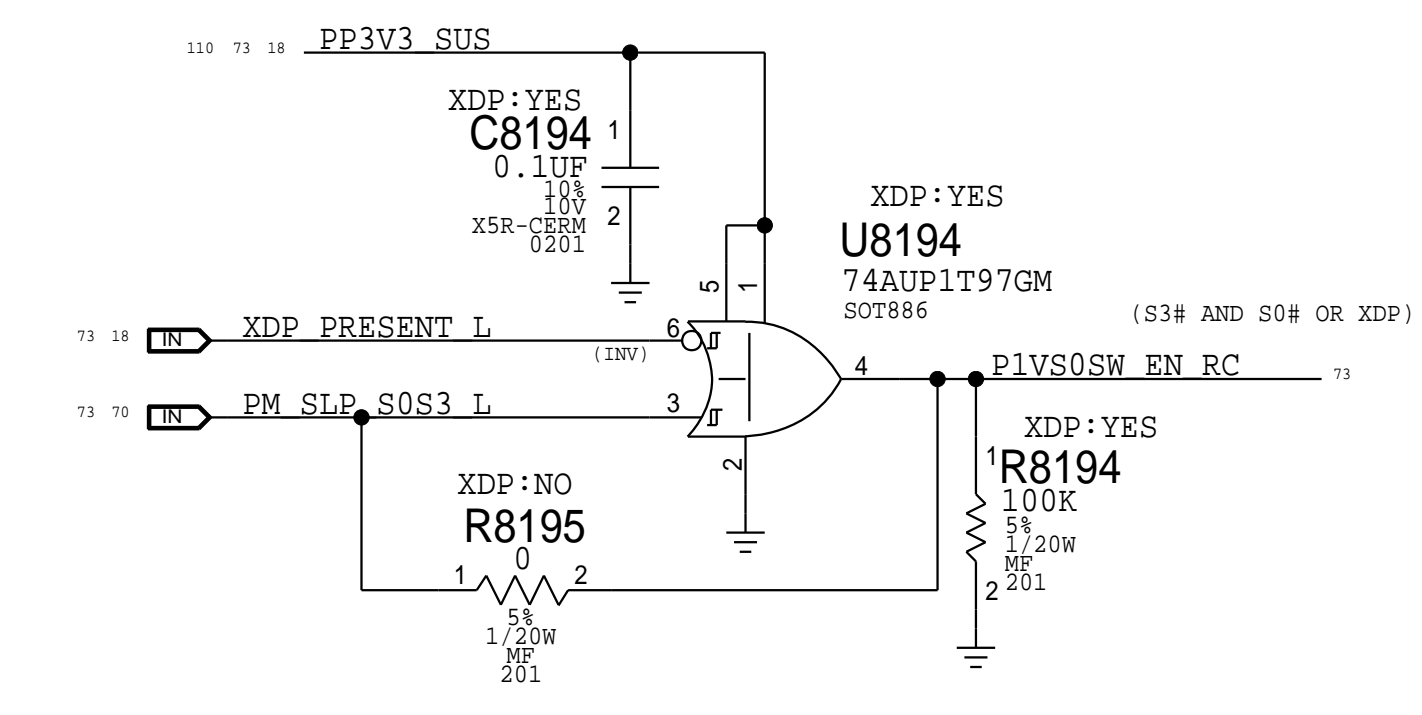 110 73 18 PP3V3_SUS
XDP:YES
C8194
1
0.1UF
10%
10V
X5R-CERM
0201
2
XDP:YES
U8194
74AUP1T97GM
SOT886
5
1
(S3# AND S0# OR XDP)
73 18 IN XDP_PRESENT_L
6
(INV)
4
P1VS0SW_EN_RC
73
73 70 IN PM_SLP_S0S3_L
3
2
XDP:YES
1
R8194
100K
5%
1/20W
MF
201
2
XDP:NO
R8195
0
1
2
5%
1/20W
MF
201